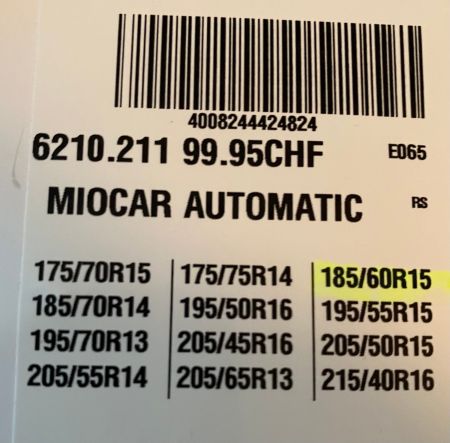 4008244424824
6210.211 99.95CHF E065
MIOCAR AUTOMATIC RS
175/70R15 175/75R14 185/60R15
185/70R14 195/50R16 195/55R15
195/70R13 205/45R16 205/50R15
205/55R14 205/65R13 215/40R16